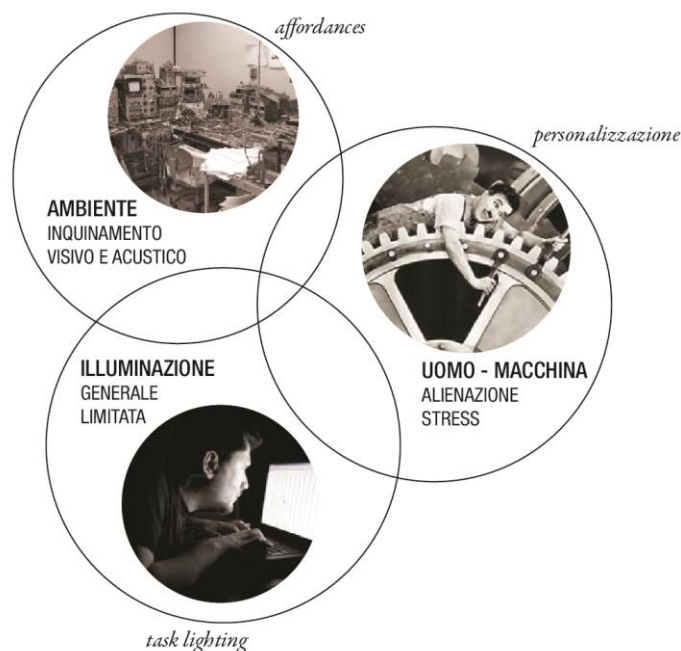 affordances
personalizzazione
AMBIENTE
INQUINAMENTO
VISIVO E ACUSTICO
ILLUMINAZIONE
GENERALE
LIMITATA
UOMO - MACCHINA
ALIENAZIONE
STRESS
task lighting